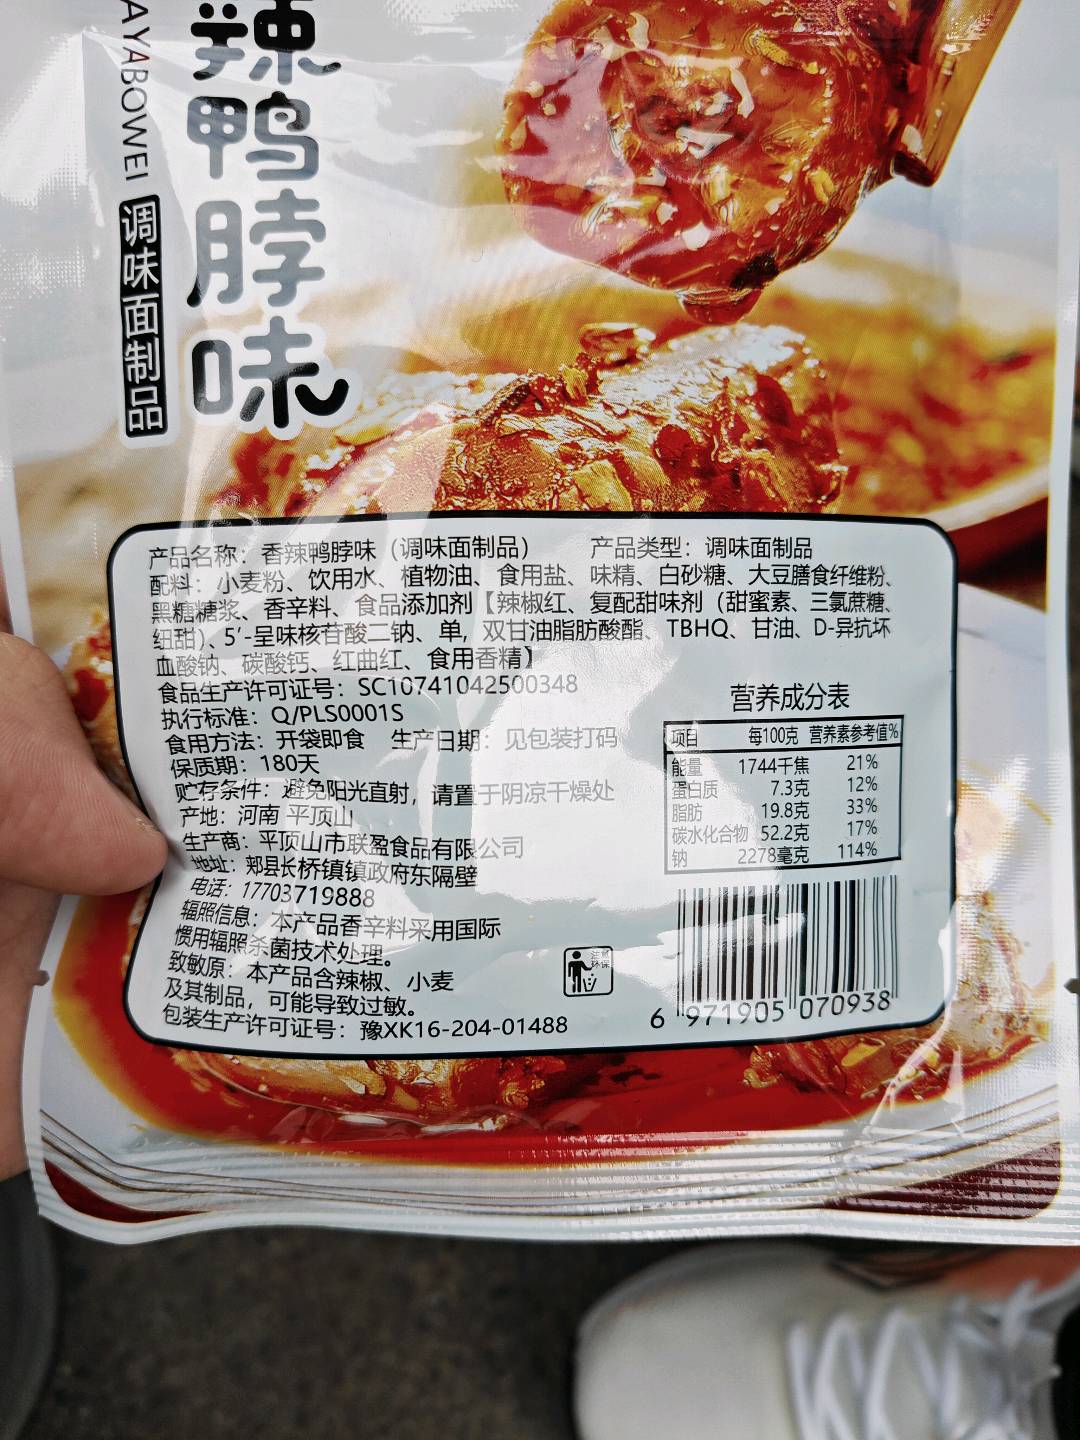 辣鸭脖味
AYABOWEI
调味面制品
产品名称：香辣鸭脖味（调味面制品） 产品类型：调味面制品
配料：小麦粉、饮用水、植物油、食用盐、味精、白砂糖、大豆膳食纤维粉、
黑糖糖浆、香辛料、食品添加剂【辣椒红、复配甜味剂（甜蜜素、三氯蔗糖、
纽甜）、5'-呈味核苷酸二钠、单，双甘油脂肪酸酯、TBHQ、甘油、D-异抗坏
血酸钠、碳酸钙、红曲红、食用香精】
食品生产许可证号：SC10741042500348
执行标准：Q/PLS0001S
食用方法：开袋即食 生产日期：见包装打码
保质期：180天
贮存条件：避免阳光直射，请置于阴凉干燥处
产地：河南 平顶山
生产商：平顶山市联盈食品有限公司
地址：郏县长桥镇镇政府东隔壁
电话：17703719888
辐照信息：本产品香辛料采用国际
惯用辐照杀菌技术处理。
致敏原：本产品含辣椒、小麦
及其制品，可能导致过敏。
包装生产许可证号：豫XK16-204-01488
营养成分表
项目 每100克 营养素参考值%
能量 1744千焦 21%
蛋白质 7.3克 12%
脂肪 19.8克 33%
碳水化合物 52.2克 17%
钠 2278毫克 114%
注意
环保
6 971905 070938